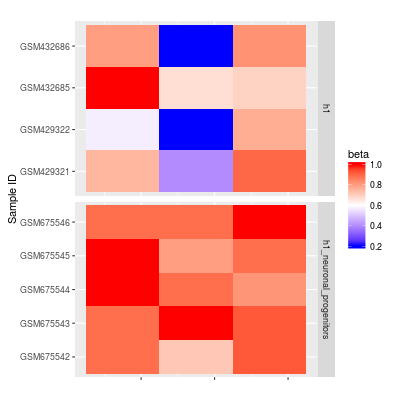 GSM432686
GSM432685
GSM429322
GSM429321
h1
GSM675546
GSM675545
GSM675544
GSM675543
GSM675542
h1_neuronal_progenitors
Sample ID
beta
1.0
0.8
0.6
0.4
0.2